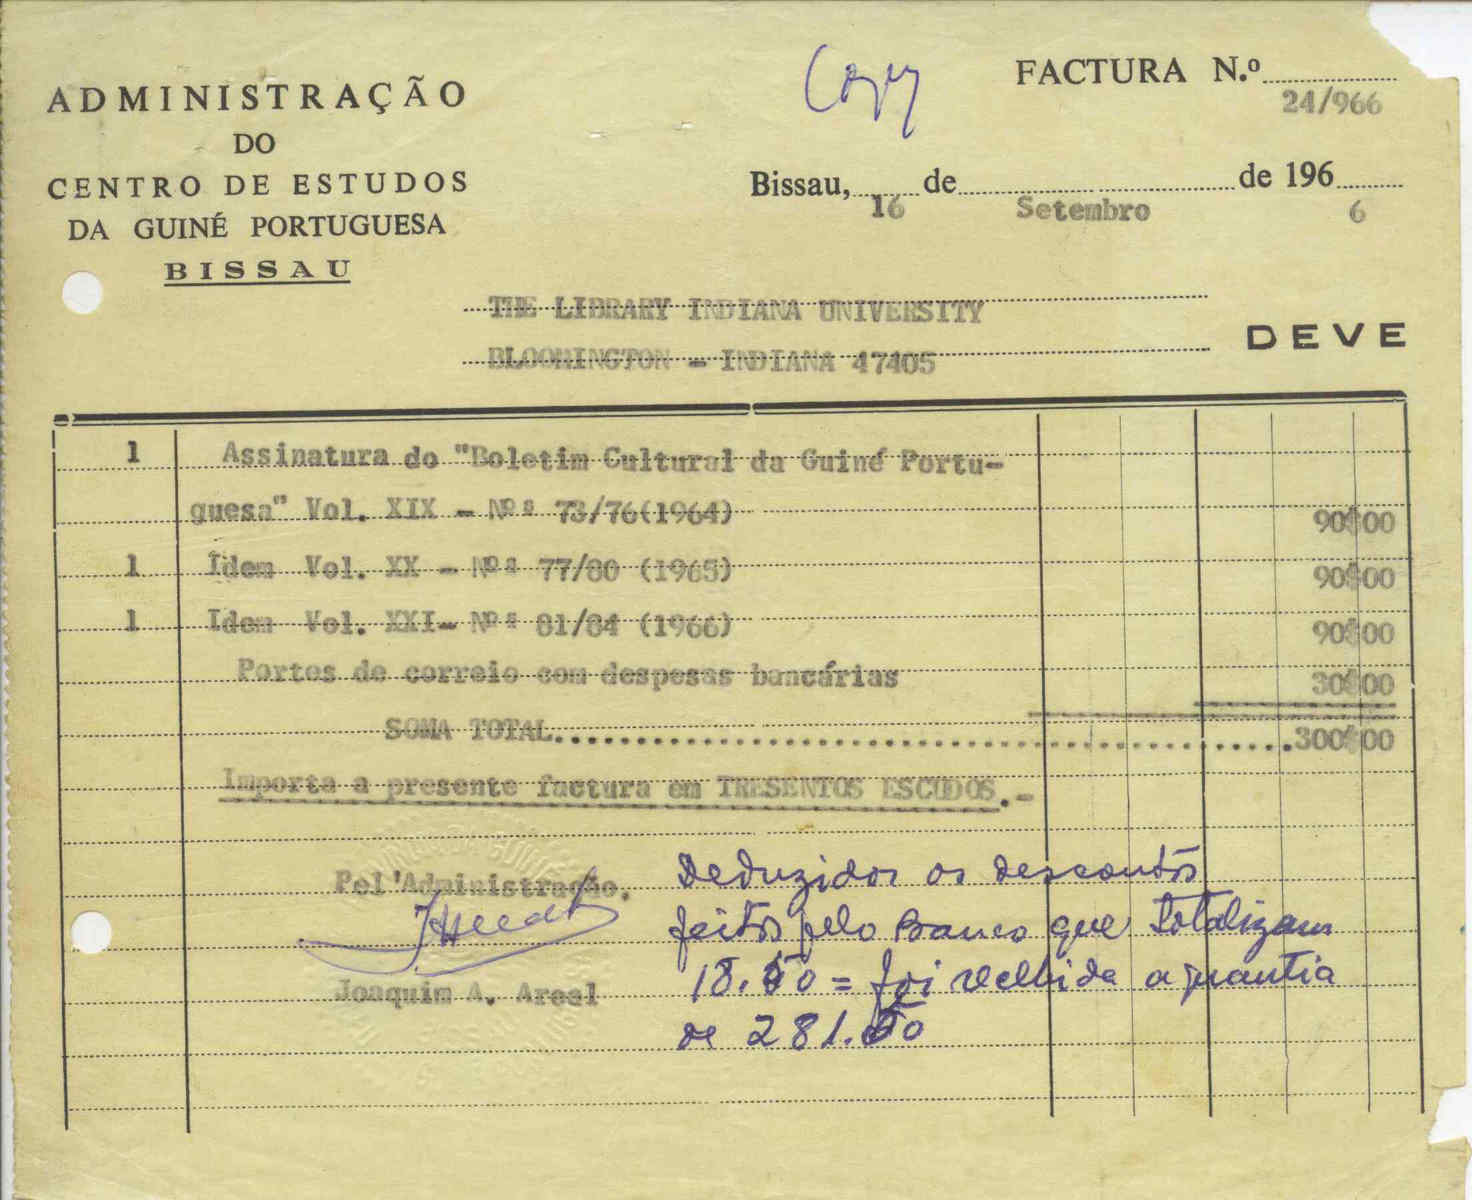 Copy
FACTURA N.º
24/966
ADMINISTRAÇÃO
DO
CENTRO DE ESTUDOS
DA GUINÉ PORTUGUESA
BISSAU
Bissau, 16 de Setembro de 196 6
THE LIBRARY INDIANA UNIVERSITY
BLOOMINGTON - INDIANA 47405
DEVE
1 Assinatura do "Boletim Cultural da Guiné Portu-
guesa" Vol. XIX - Nºs 73/76(1964) 90$00
1 Idem Vol. XX - Nºs 77/80 (1965) 90$00
1 Idem Vol. XXI- Nºs 81/84 (1966) 90$00
Portes de correio com despesas bancárias 30$00
SOMA TOTAL..........................................300$00
Importa a presente factura em TRESENTOS ESCUDOS.-
Pel'Administração.
Joaquim A. Areal
Deduzidos os descontos
feitos pelo Banco que totalizam
18.50 = foi recebida a quantia
de 281.50